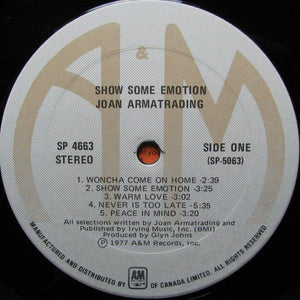 &
A M
SHOW SOME EMOTION
JOAN ARMATRADING
SP 4663
STEREO
SIDE ONE
(SP-5063)
1. WONCHA COME ON HOME -2:39
2. SHOW SOME EMOTION -3:25
3. WARM LOVE -3:02
4. NEVER IS TOO LATE -5:35
5. PEACE IN MIND -3:20
All selections written by Joan Armatrading and
Published by Irving Music, Inc. (BMI)
Produced by Glyn Johns
℗ 1977 A&M Records, Inc.
A&M
MANUFACTURED AND DISTRIBUTED BY A&M RECORDS OF CANADA LIMITED. ALL RIGHTS RESERVED.